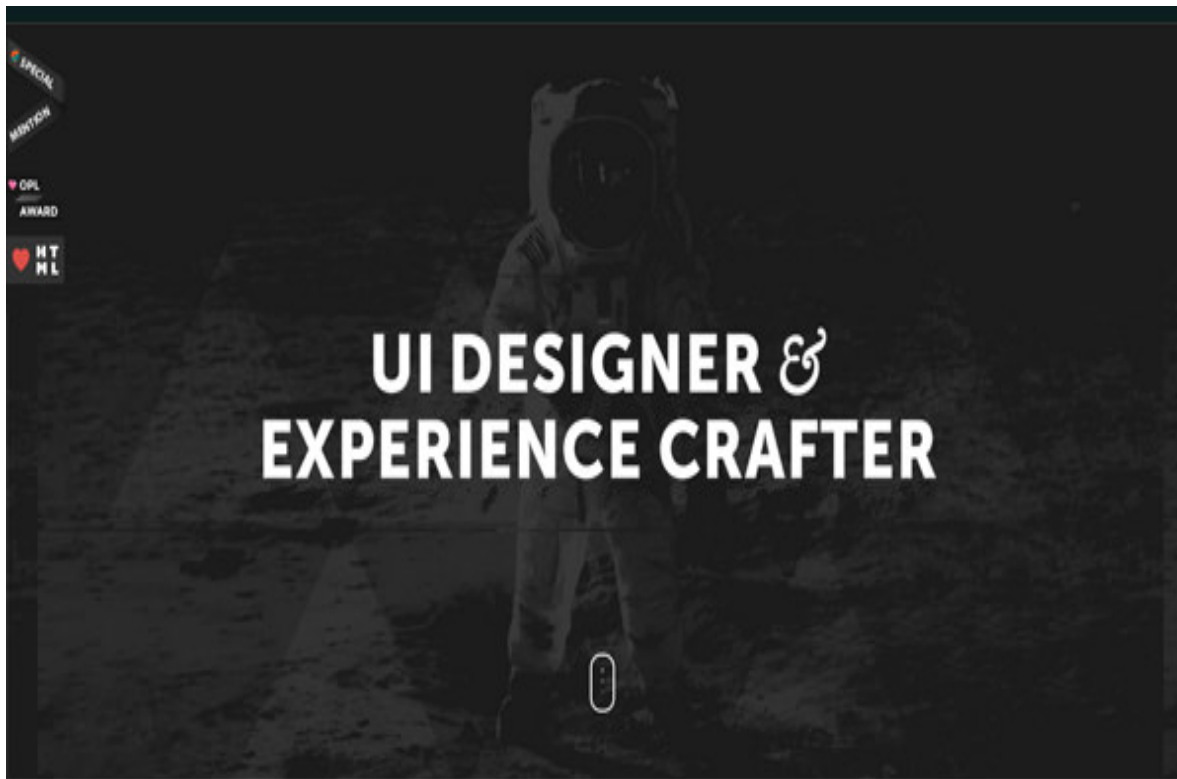 SPECIAL
MENTION
OPL
AWARD
HT
ML
UI DESIGNER &
EXPERIENCE CRAFTER